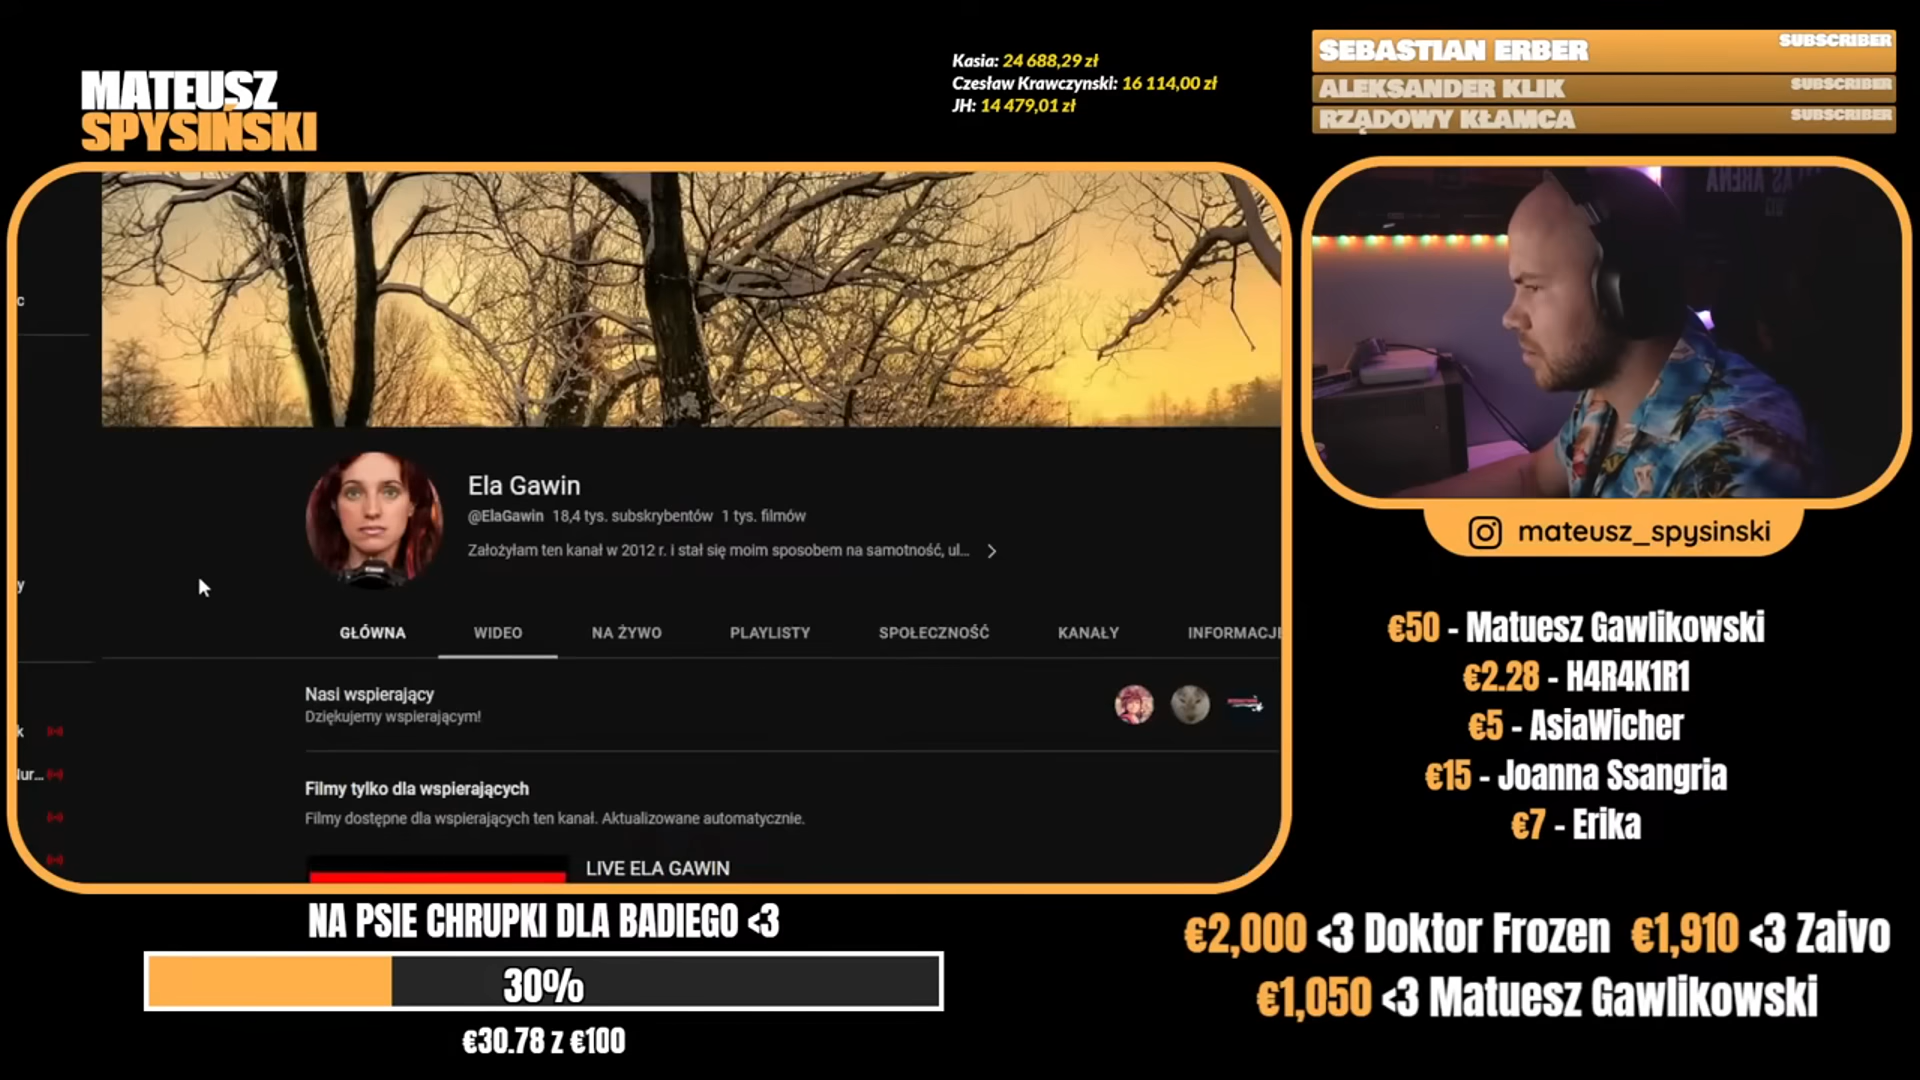 MATEUSZ
SPYSIŃSKI
Kasia: 24 688,29 zł
Czesław Krawczynski: 16 114,00 zł
JH: 14 479,01 zł
SEBASTIAN ERBER SUBSCRIBER
ALEKSANDER KLIK SUBSCRIBER
RZĄDOWY KŁAMCA SUBSCRIBER
c
Ela Gawin
@ElaGawin 18,4 tys. subskrybentów 1 tys. filmów
Założyłam ten kanał w 2012 r. i stał się moim sposobem na samotność, ul...
y
GŁÓWNA WIDEO NA ŻYWO PLAYLISTY SPOŁECZNOŚĆ KANAŁY INFORMACJE
Nasi wspierający
Dziękujemy wspierającym!
k
Filmy tylko dla wspierających
Filmy dostępne dla wspierających ten kanał. Aktualizowane automatycznie.
LIVE ELA GAWIN
mateusz_spysinski
€50 - Matuesz Gawlikowski
€2.28 - H4R4K1R1
€5 - AsiaWicher
€15 - Joanna Ssangria
€7 - Erika
NA PSIE CHRUPKI DLA BADIEGO <3
30%
€30.78 z €100
€2,000 <3 Doktor Frozen €1,910 <3 Zaivo
€1,050 <3 Matuesz Gawlikowski